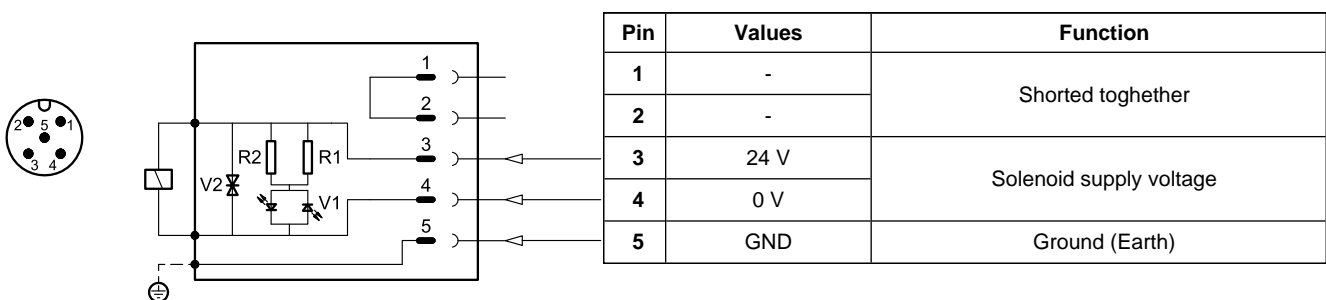 2 5 1
3 4
1
2
3
4
5
R2 R1
V2
V1
Pin Values Function
1 - Shorted toghether
2 -
3 24 V Solenoid supply voltage
4 0 V
5 GND Ground (Earth)